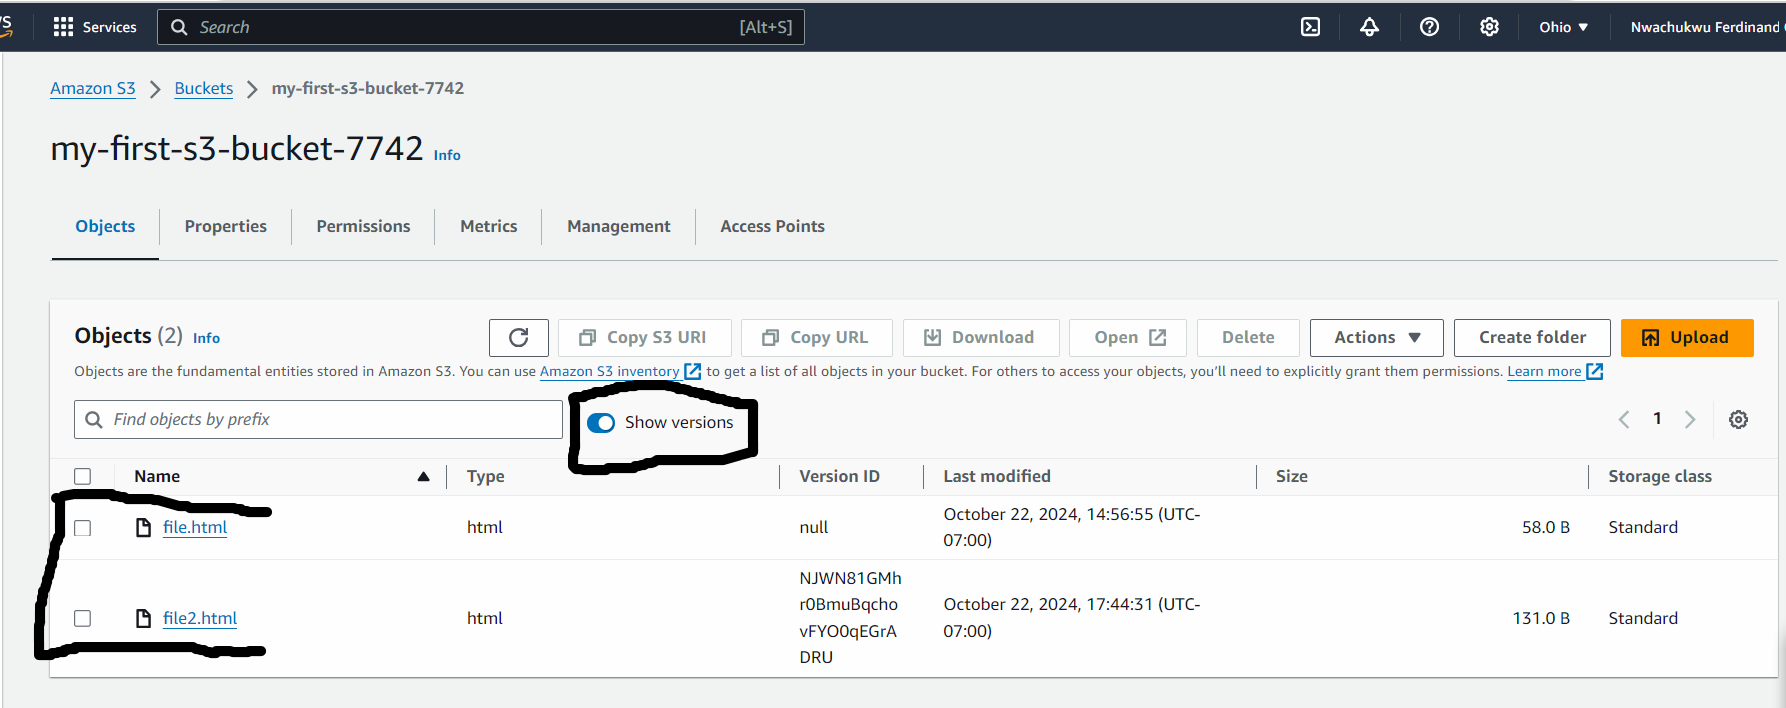 Services Search [Alt+S] Ohio Nwachukwu Ferdinand
Amazon S3 Buckets my-first-s3-bucket-7742
my-first-s3-bucket-7742 Info
Objects Properties Permissions Metrics Management Access Points
Objects (2) Info Copy S3 URI Copy URL Download Open Delete Actions Create folder Upload
Objects are the fundamental entities stored in Amazon S3. You can use Amazon S3 inventory to get a list of all objects in your bucket. For others to access your objects, you'll need to explicitly grant them permissions. Learn more
Find objects by prefix Show versions 1
Name Type Version ID Last modified Size Storage class
file.html html null October 22, 2024, 14:56:55 (UTC-
07:00) 58.0 B Standard
file2.html html NJWN81GMh
r0BmuBqcho
vFYO0qEGrA
DRU October 22, 2024, 17:44:31 (UTC-
07:00) 131.0 B Standard